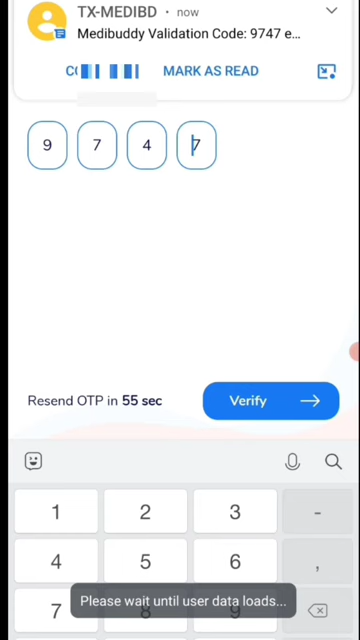 TX-MEDIBD • now
Medibuddy Validation Code: 9747 e...
MARK AS READ
9 7 4 7
Resend OTP in 55 sec
Verify
1 2 3 -
4 5 6 ,
7 8 9
Please wait until user data loads...